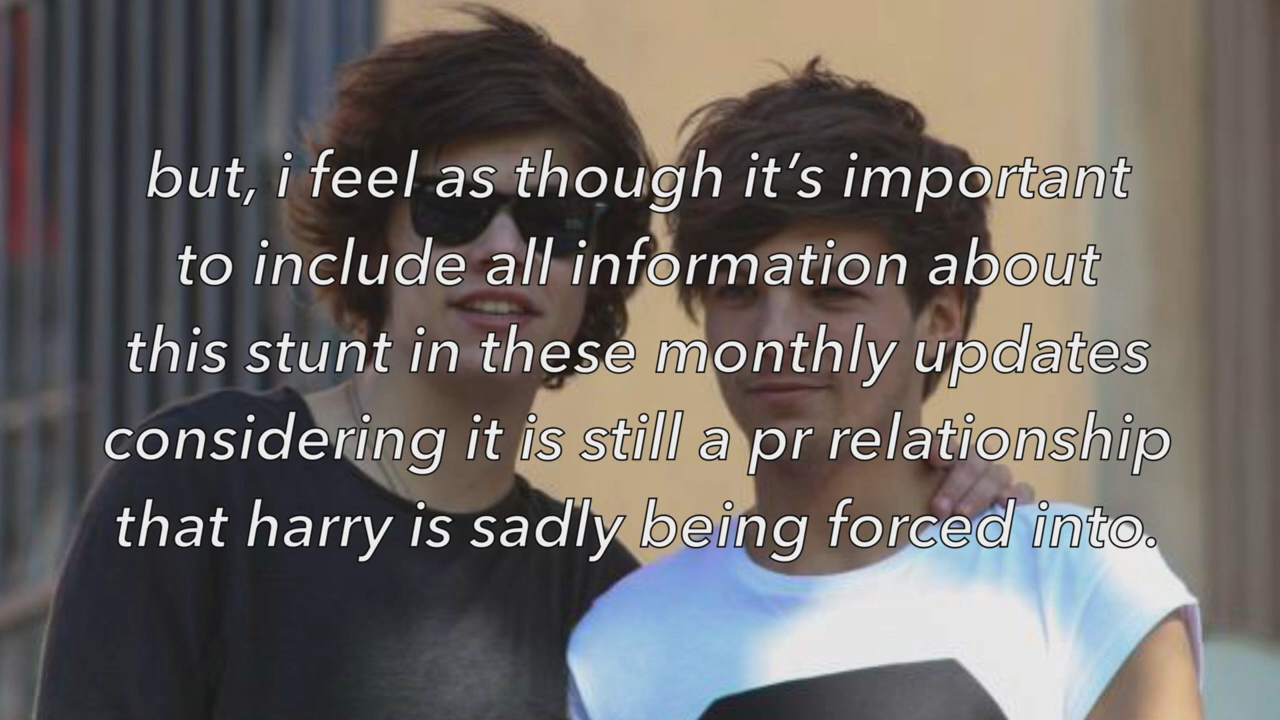 but, i feel as though it’s important
to include all information about
this stunt in these monthly updates
considering it is still a pr relationship
that harry is sadly being forced into.